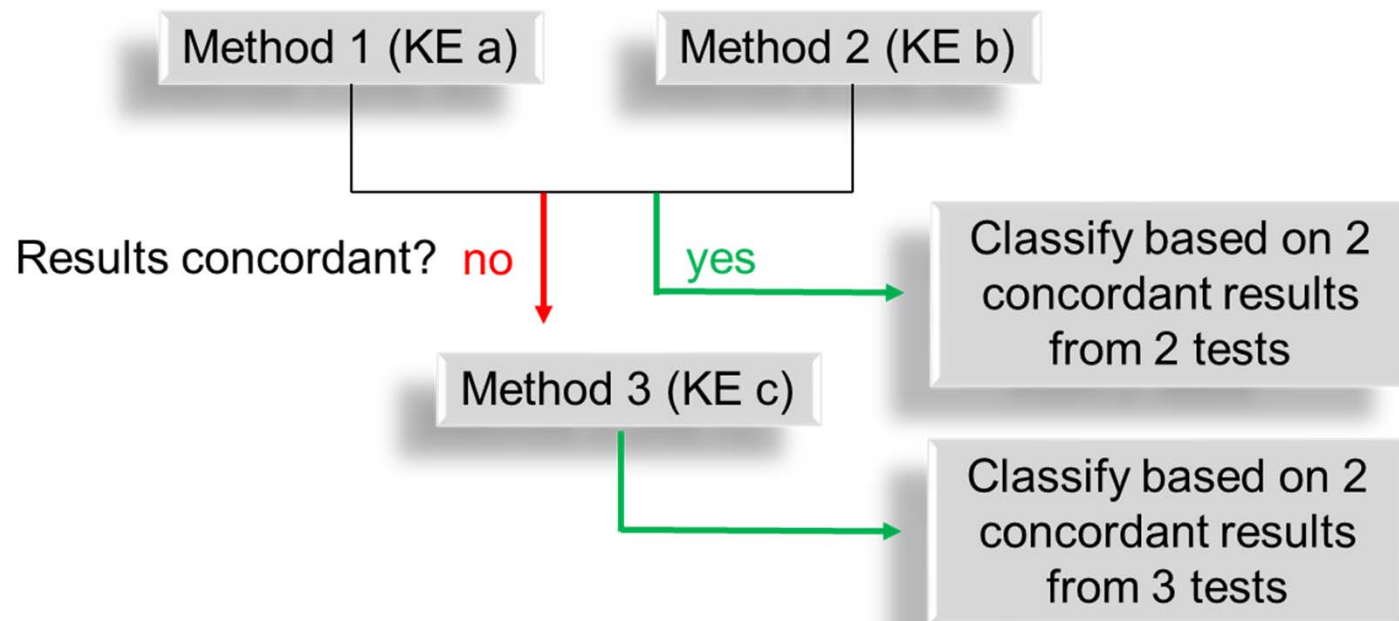 Method 1 (KE a)
Method 2 (KE b)
Results concordant? no
yes
Classify based on 2
concordant results
from 2 tests
Method 3 (KE c)
Classify based on 2
concordant results
from 3 tests